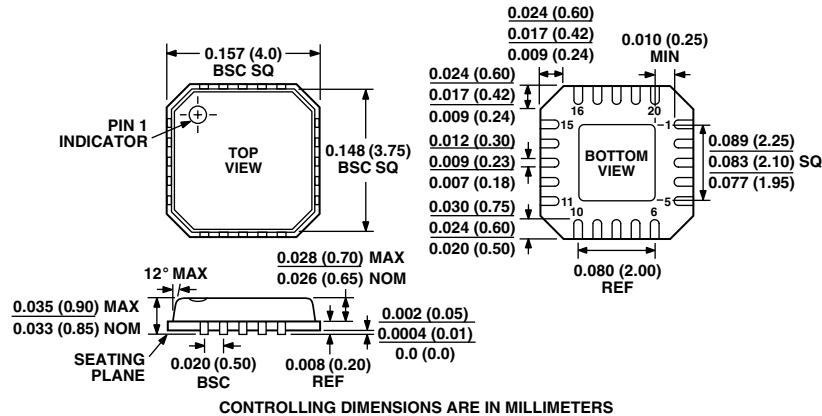 0.157 (4.0)
BSC SQ
PIN 1
INDICATOR
TOP
VIEW
0.148 (3.75)
BSC SQ
0.024 (0.60)
0.017 (0.42)
0.009 (0.24)
0.010 (0.25)
MIN
0.024 (0.60)
0.017 (0.42)
0.009 (0.24)
16
20
15
1
0.012 (0.30)
0.009 (0.23)
0.007 (0.18)
BOTTOM
VIEW
0.089 (2.25)
0.083 (2.10) SQ
0.077 (1.95)
11
10
6
5
0.030 (0.75)
0.024 (0.60)
0.020 (0.50)
0.080 (2.00)
REF
12° MAX
0.028 (0.70) MAX
0.026 (0.65) NOM
0.035 (0.90) MAX
0.033 (0.85) NOM
SEATING
PLANE
0.020 (0.50)
BSC
0.008 (0.20)
REF
0.002 (0.05)
0.0004 (0.01)
0.0 (0.0)
CONTROLLING DIMENSIONS ARE IN MILLIMETERS